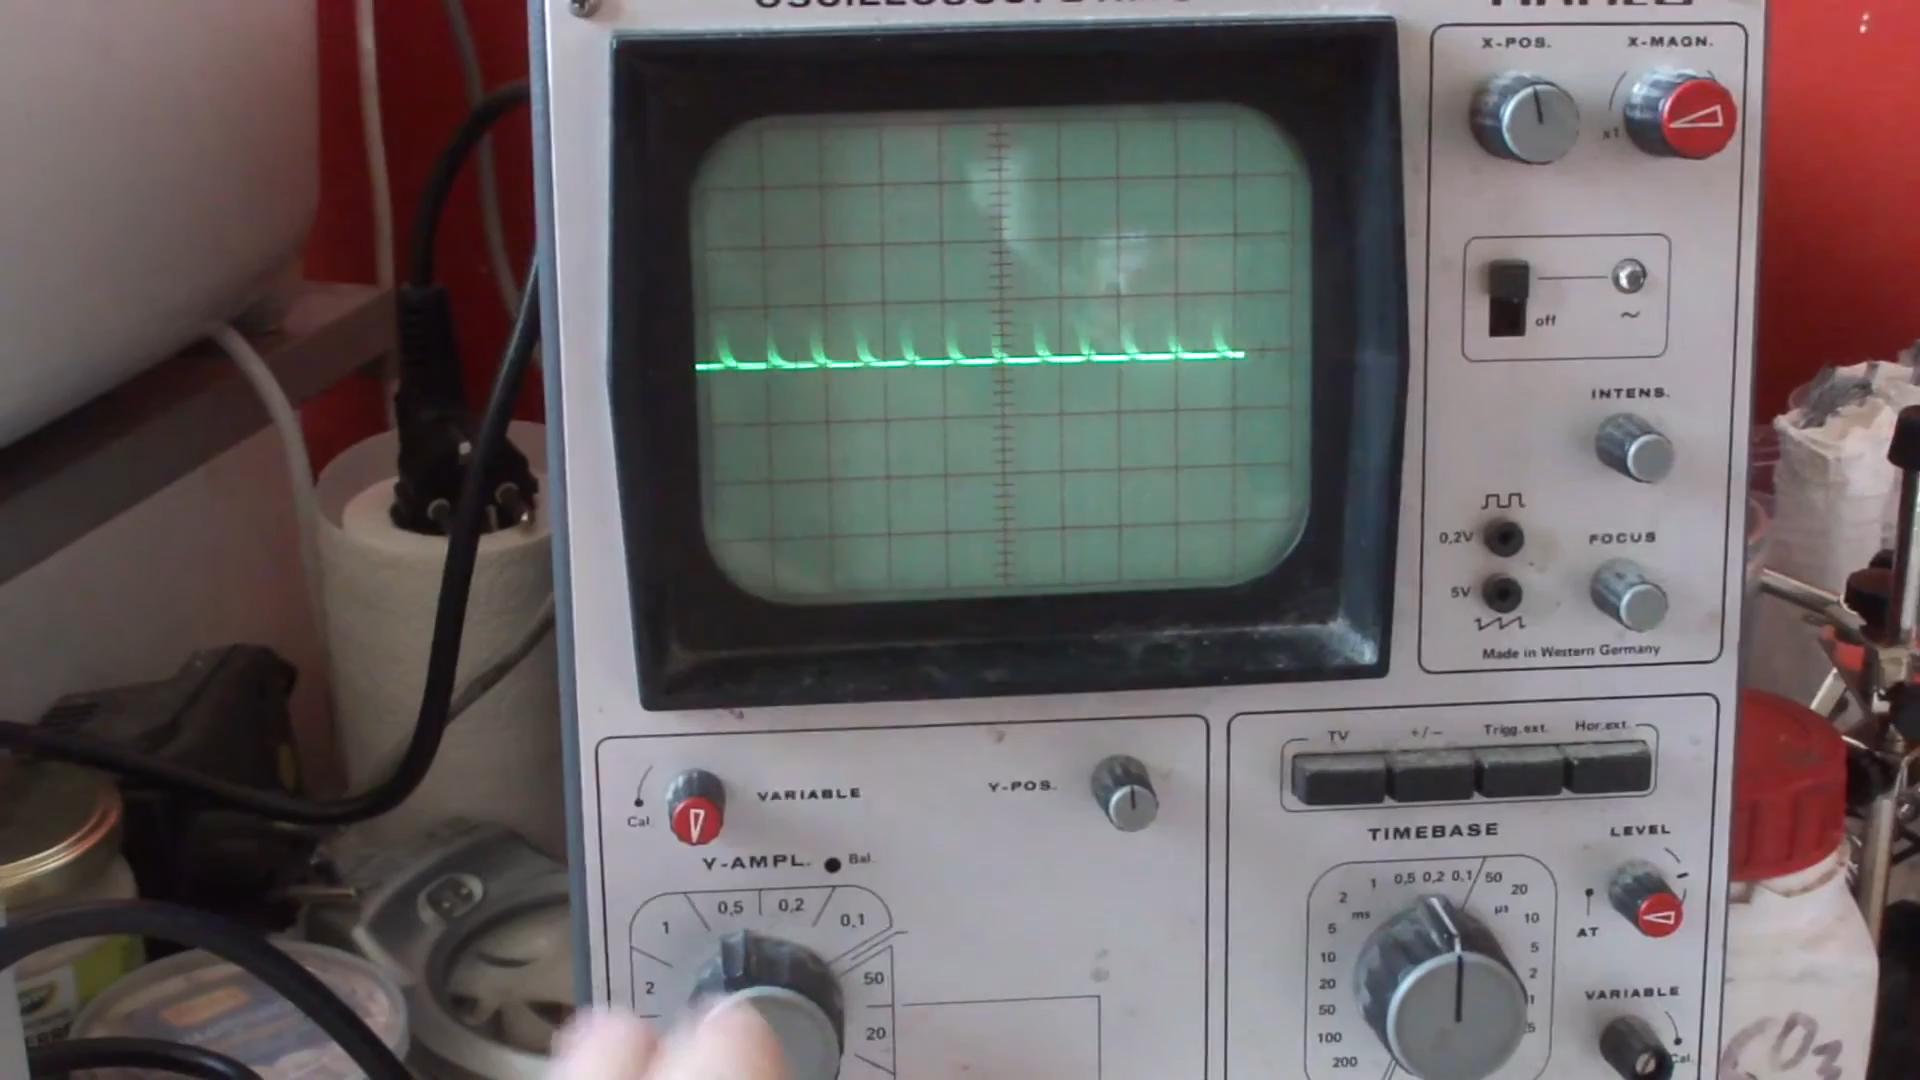 X-POS. X-MAGN.
x1
off
~
INTENS.
0,2V
FOCUS
5V
Made in Western Germany
TV +/− Trigg.ext. Hor.ext.
VARIABLE Y-POS.
Cal.
TIMEBASE LEVEL
Y-AMPL. Bal.
AT
0,5 0,2
1 0,1
2 50
20
0,5 0,2 0,1 50
1 20
2 10
ms µs
5 5
10 2
20 1
50 5
100
200
VARIABLE
Cal.
CO3